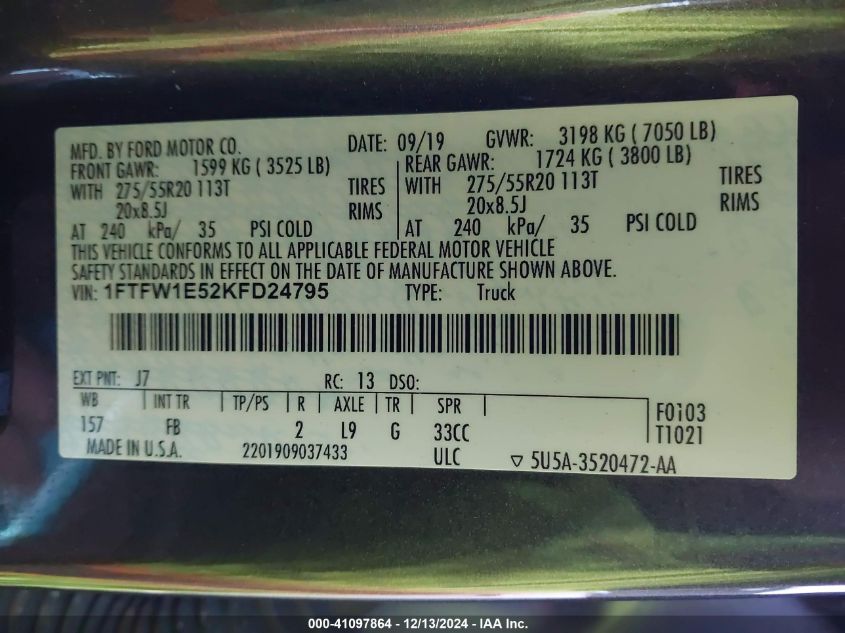 MFD. BY FORD MOTOR CO. DATE: 09/19 GVWR: 3198 KG ( 7050 LB)
FRONT GAWR: 1599 KG ( 3525 LB) REAR GAWR: 1724 KG ( 3800 LB)
WITH 275/55R20 113T TIRES WITH 275/55R20 113T TIRES
20x8.5J RIMS 20x8.5J RIMS
AT 240 kPa/ 35 PSI COLD AT 240 kPa/ 35 PSI COLD
THIS VEHICLE CONFORMS TO ALL APPLICABLE FEDERAL MOTOR VEHICLE
SAFETY STANDARDS IN EFFECT ON THE DATE OF MANUFACTURE SHOWN ABOVE.
VIN: 1FTFW1E52KFD24795 TYPE: Truck
EXT PNT: J7 RC: 13 DSO:
WB INT TR TP/PS R AXLE TR SPR F0103
157 FB 2 L9 G 33CC T1021
MADE IN U.S.A. 2201909037433 ULC ▽ 5U5A-3520472-AA
000-41097864 - 12/13/2024 - IAA Inc.